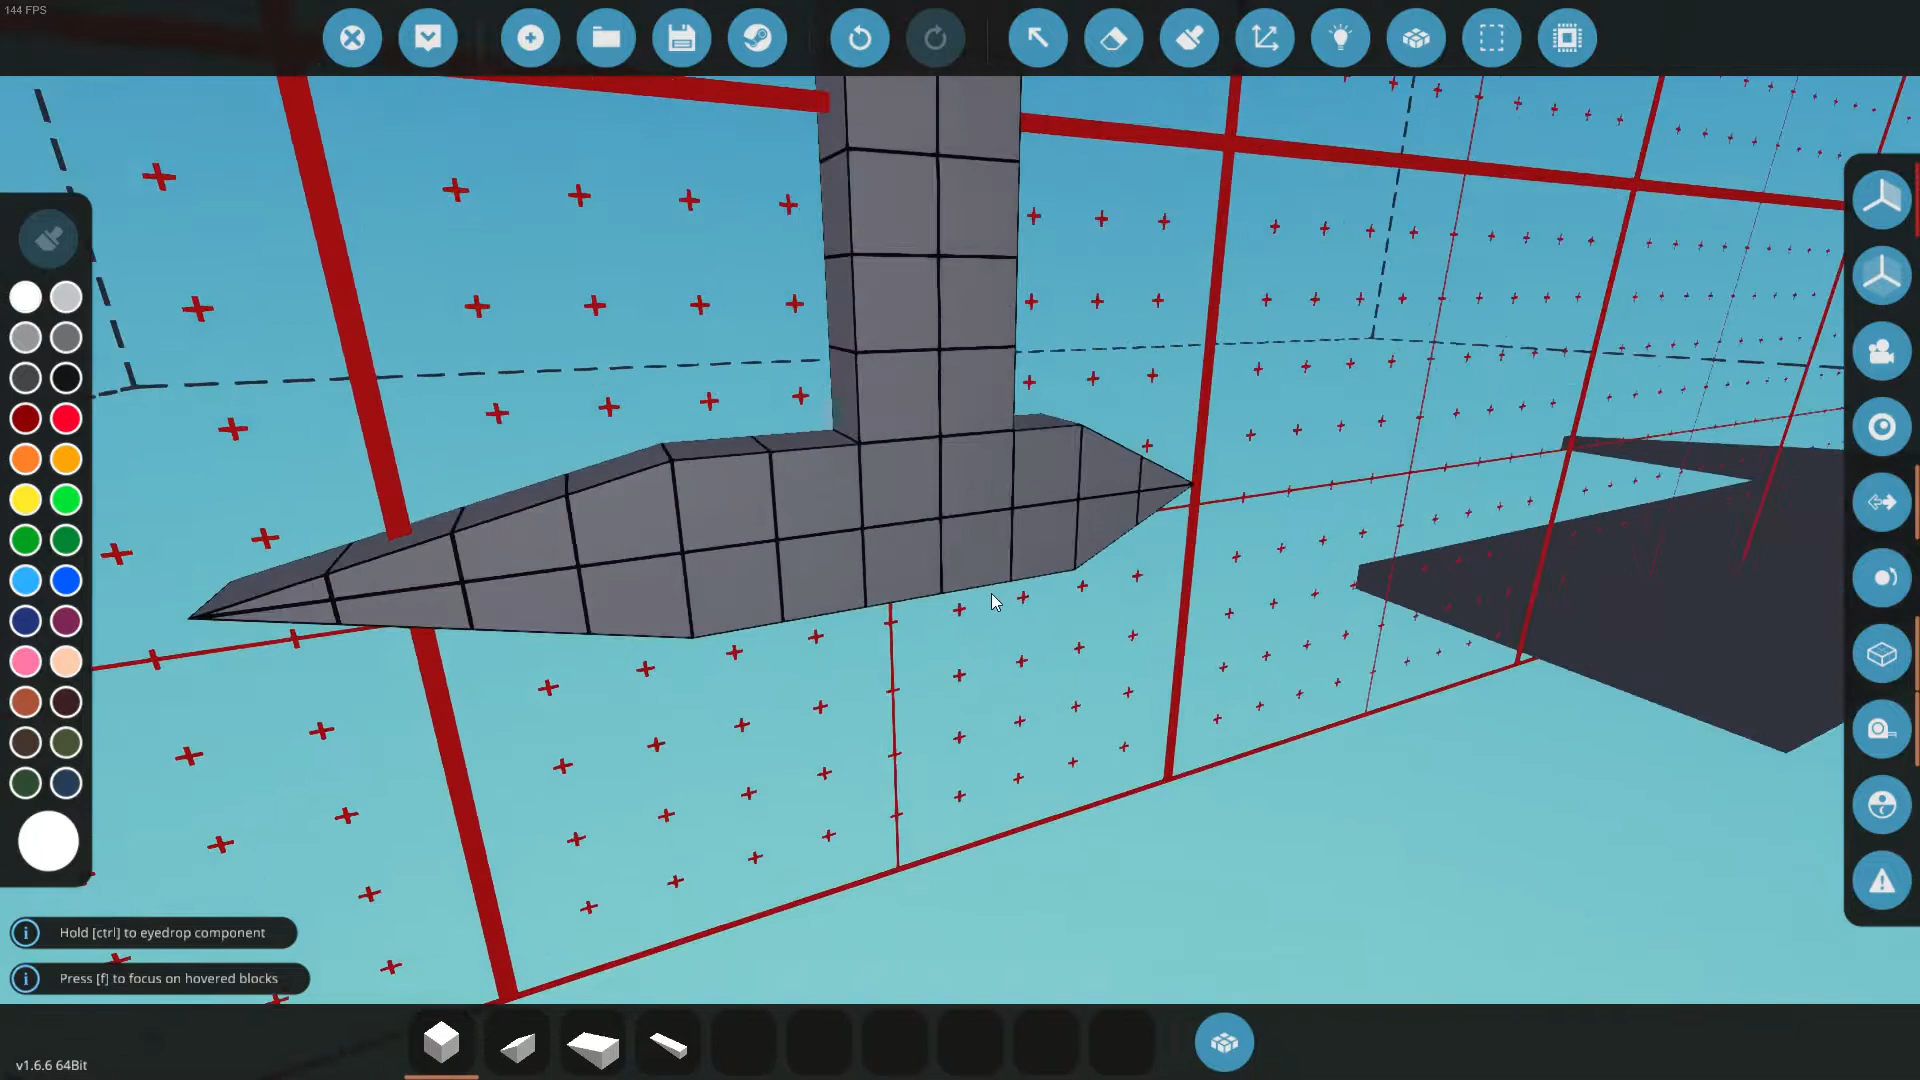 144 FPS
Hold [ctrl] to eyedrop component
Press [f] to focus on hovered blocks
v1.6.6 64Bit